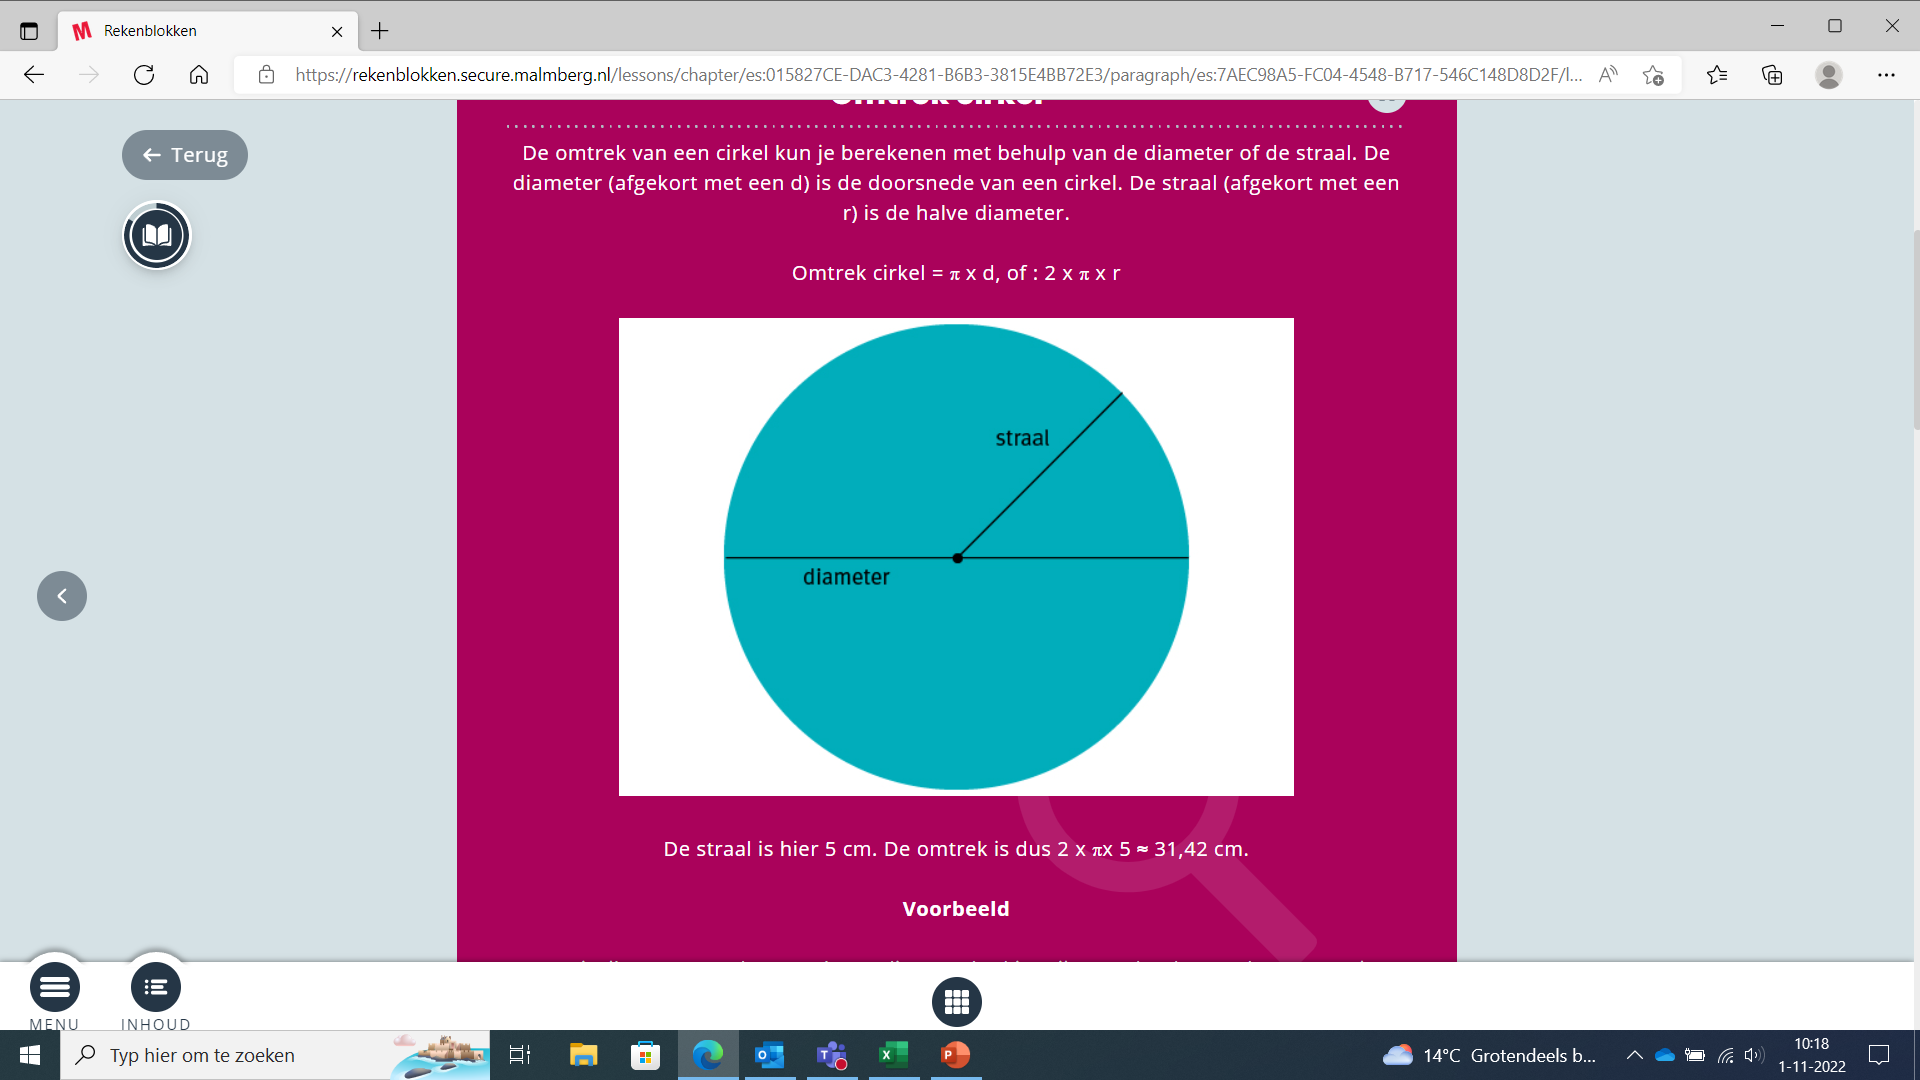 Rekenblokken
https://rekenblokken.secure.malmberg.nl/lessons/chapter/es:015827CE-DAC3-4281-B6B3-3815E4BB72E3/paragraph/es:7AEC98A5-FC04-4548-B717-546C148D8D2F/l...
Omtrek cirkel
Terug
De omtrek van een cirkel kun je berekenen met behulp van de diameter of de straal. De
diameter (afgekort met een d) is de doorsnede van een cirkel. De straal (afgekort met een
r) is de halve diameter.
Omtrek cirkel = π x d, of : 2 x π x r
straal
diameter
De straal is hier 5 cm. De omtrek is dus 2 x πx 5 ≈ 31,42 cm.
Voorbeeld
MENU
INHOUD
Typ hier om te zoeken
14°C Grotendeels b...
10:18
1-11-2022